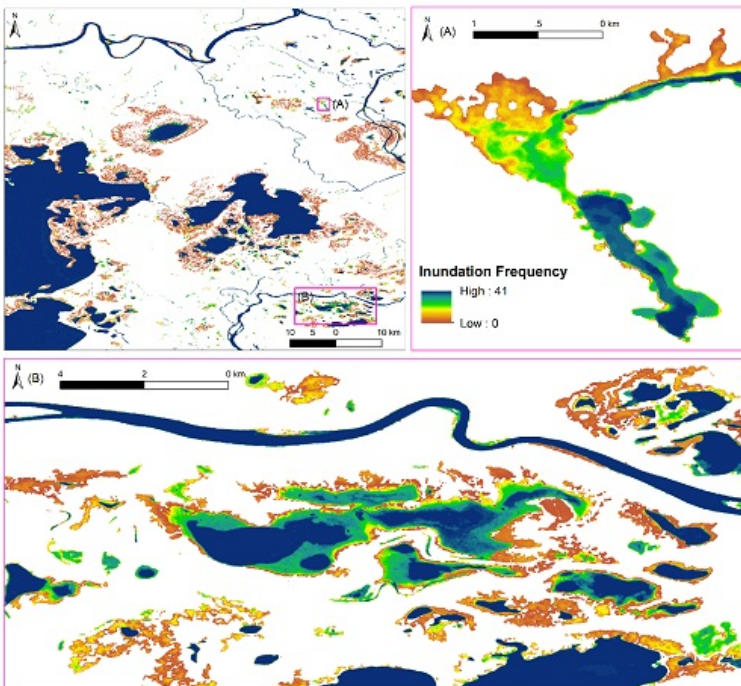 N
(A)
(B)
10 5 0 10 km
N
(A)
1 .5 0 km
Inundation Frequency
High : 41
Low : 0
N
(B)
4 2 0 km